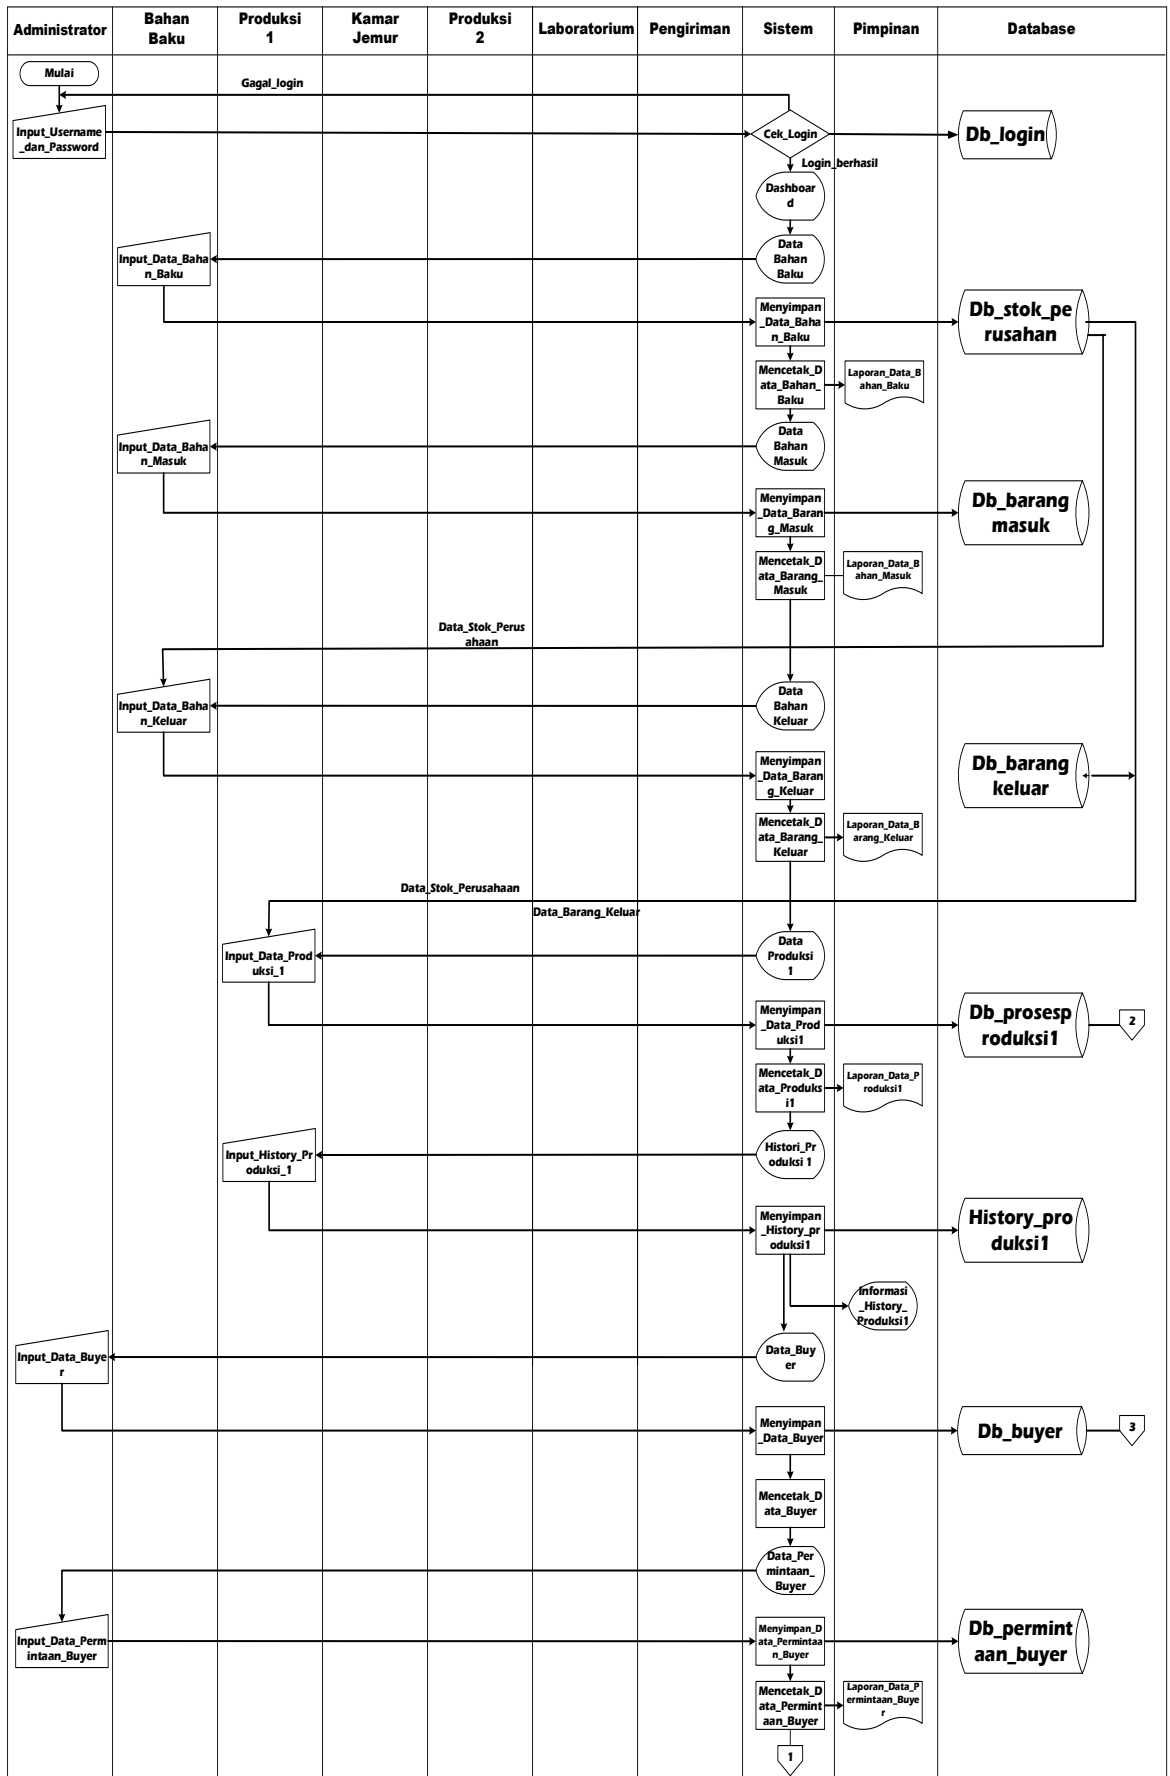 Administrator
Bahan
Baku
Produksi
1
Kamar
Jemur
Produksi
2
Laboratorium
Pengiriman
Sistem
Pimpinan
Database
Mulai
Gagal_login
Input_Username
_dan_Password
Cek_Login
Db_login
Login_berhasil
Dashboar
d
Input_Data_Baha
n_Baku
Data
Bahan
Baku
Menyimpan
_Data_Baha
n_Baku
Db_stok_pe
rusahan
Mencetak_D
ata_Bahan_
Baku
Laporan_Data_B
ahan_Baku
Input_Data_Baha
n_Masuk
Data
Bahan
Masuk
Menyimpan
_Data_Baran
g_Masuk
Db_barang
masuk
Mencetak_D
ata_Barang_
Masuk
Laporan_Data_B
ahan_Masuk
Data_Stok_Perus
ahaan
Input_Data_Baha
n_Keluar
Data
Bahan
Keluar
Menyimpan
_Data_Baran
g_Keluar
Db_barang
keluar
Mencetak_D
ata_Barang_
Keluar
Laporan_Data_B
arang_Keluar
Data_Stok_Perusahaan
Data_Barang_Keluar
Input_Data_Prod
uksi_1
Data
Produksi
1
Menyimpan
_Data_Prod
uksi1
Db_prosesp
roduksi1
2
Mencetak_D
ata_Produks
i1
Laporan_Data_P
roduksi1
Input_History_Pr
oduksi_1
Histori_Pr
oduksi 1
Menyimpan
_History_pr
oduksi1
History_pro
duksi1
Informasi
_History_
Produksi1
Input_Data_Buye
r
Data_Buy
er
Menyimpan
_Data_Buyer
Db_buyer
3
Mencetak_D
ata_Buyer
Data_Per
mintaan_
Buyer
Input_Data_Perm
intaan_Buyer
Menyimpan_D
ata_Permintaa
n_Buyer
Db_permint
aan_buyer
Mencetak_D
ata_Permint
aan_Buyer
Laporan_Data_P
ermintaan_Buye
r
1